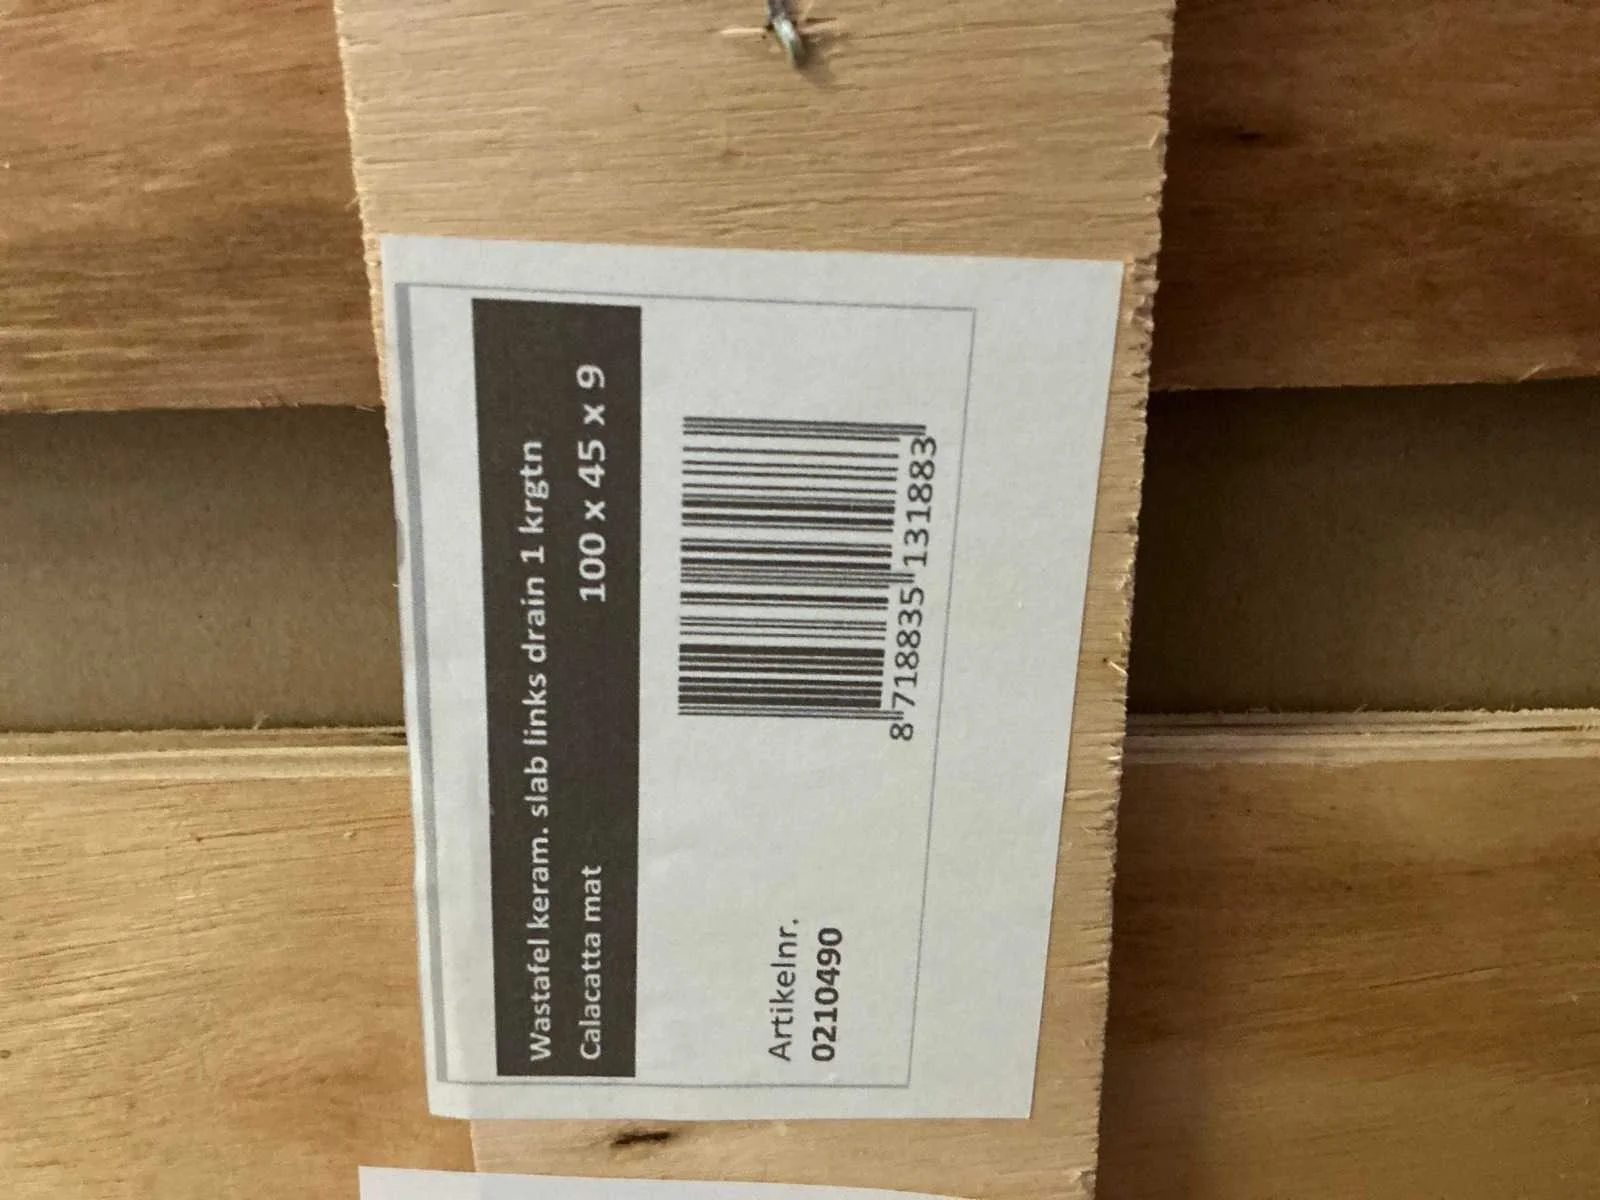 Wastafel keram. slab links drain 1 krgtn
Calacatta mat 100 x 45 x 9
Artikelnr.
0210490
8 718835 131883